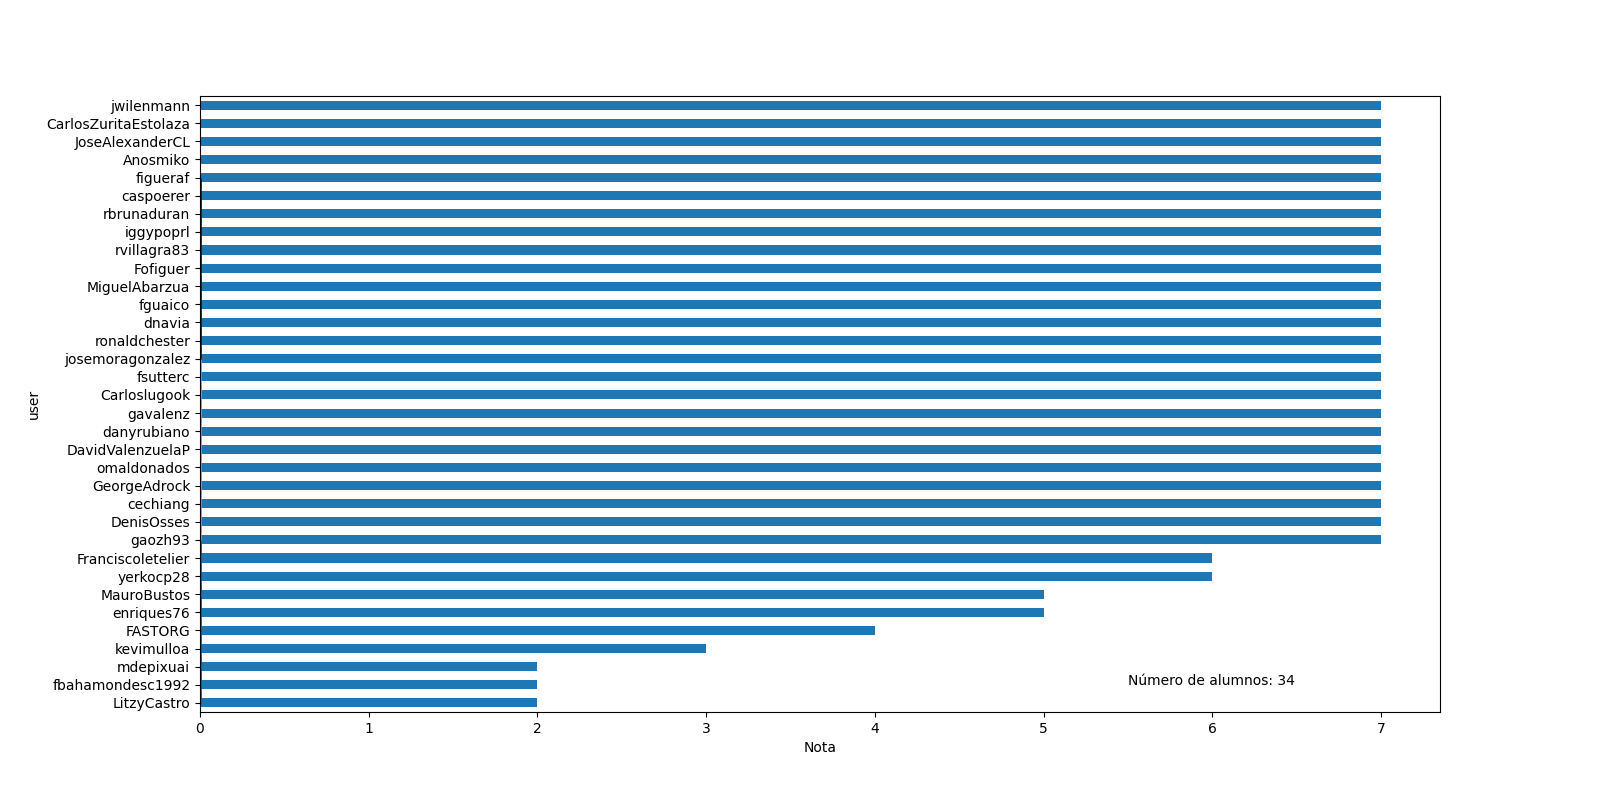 jwilenmann
CarlosZuritaEstolaza
JoseAlexanderCL
Anosmiko
figueraf
caspoerer
rbrunaduran
iggypoprl
rvillagra83
Fofiguer
MiguelAbarzua
fguaico
dnavia
ronaldchester
josemoragonzalez
fsutterc
Carloslugook
gavalenz
danyrubiano
DavidValenzuelaP
omaldonados
GeorgeAdrock
cechiang
DenisOsses
gaozh93
Franciscoletelier
yerkocp28
MauroBustos
enriques76
FASTORG
kevimulloa
mdepixuai
fbahamondesc1992
LitzyCastro
user
Número de alumnos: 34
0 1 2 3 4 5 6 7
Nota